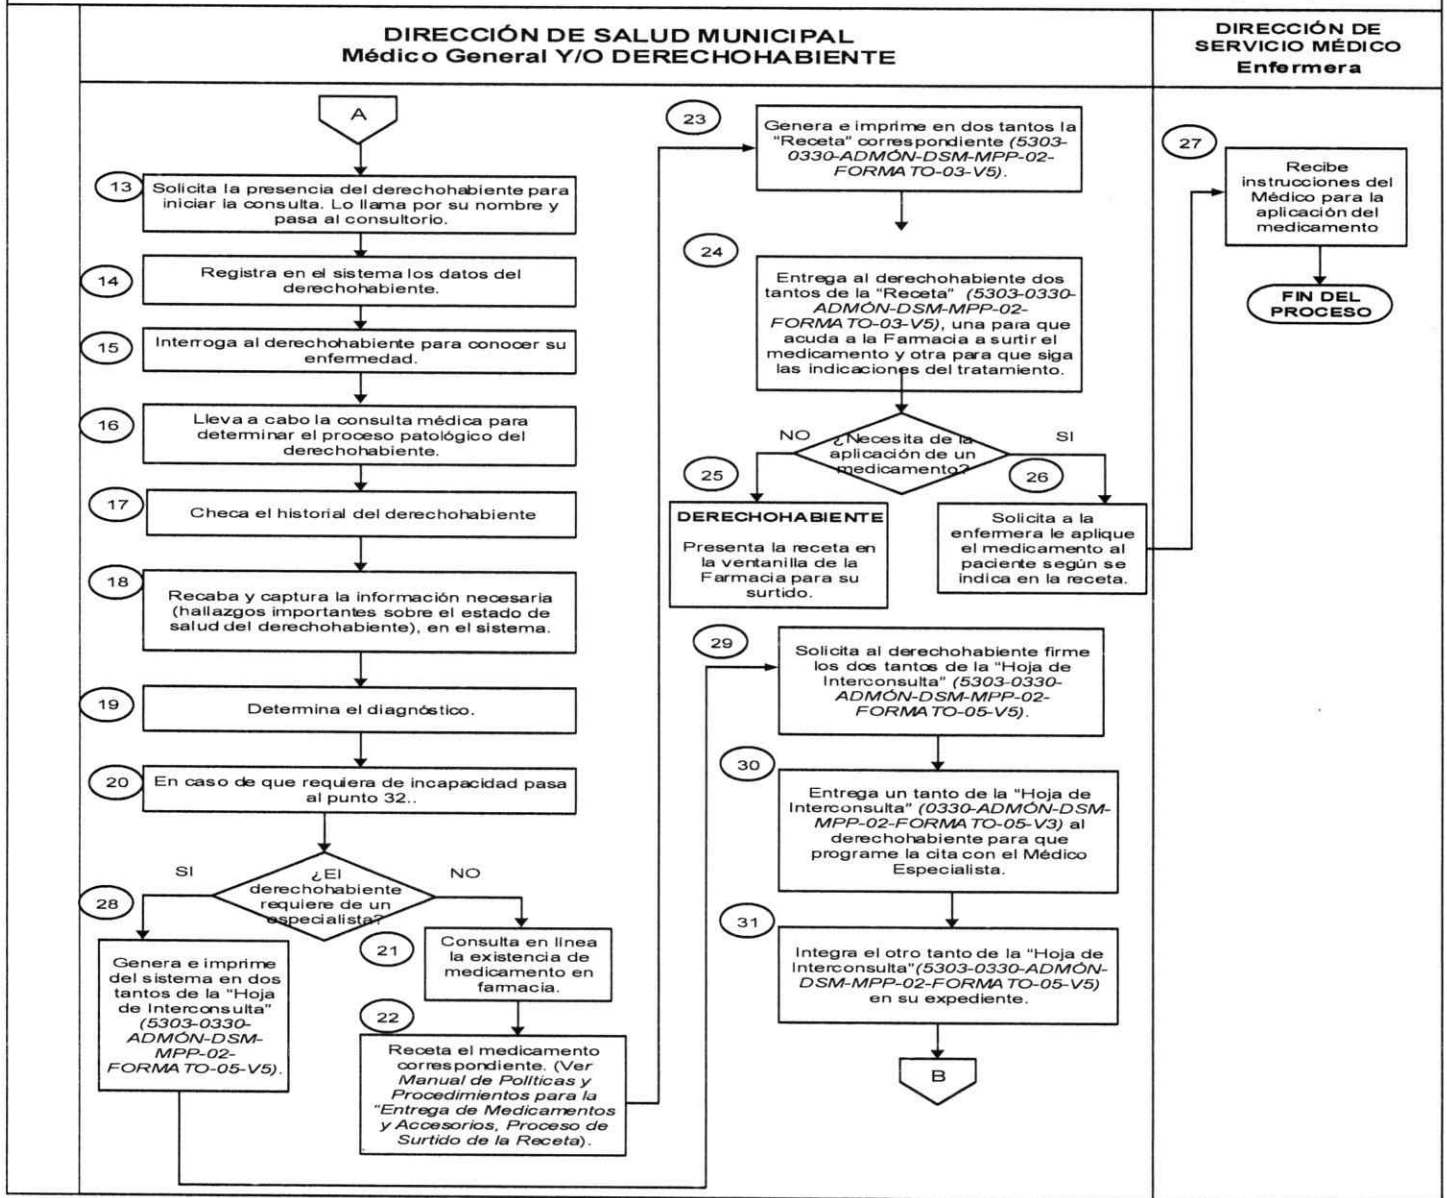 DIRECCIÓN DE SALUD MUNICIPAL
Médico General Y/O DERECHOHABIENTE
DIRECCIÓN DE
SERVICIO MÉDICO
Enfermera
A
13
Solicita la presencia del derechohabiente para
iniciar la consulta. Lo llama por su nombre y
pasa al consultorio.
14
Registra en el sistema los datos del
derechohabiente.
15
Interroga al derechohabiente para conocer su
enfermedad.
16
Lleva a cabo la consulta médica para
determinar el proceso patológico del
derechohabiente.
17
Checa el historial del derechohabiente
18
Recaba y captura la información necesaria
(hallazgos importantes sobre el estado de
salud del derechohabiente), en el sistema.
19
Determina el diagnóstico.
20
En caso de que requiera de incapacidad pasa
al punto 32..
SI
¿El
derechohabiente
requiere de un
especialista?
NO
28
Genera e imprime
del sistema en dos
tantos de la "Hoja
de Interconsulta"
(5303-0330-
ADMÓN-DSM-
MPP-02-
FORMATO-05-V5).
21
Consulta en línea
la existencia de
medicamento en
farmacia.
22
Receta el medicamento
correspondiente. (Ver
Manual de Políticas y
Procedimientos para la
"Entrega de Medicamentos
y Accesorios, Proceso de
Surtido de la Receta).
23
Genera e imprime en dos tantos la
"Receta" correspondiente (5303-
0330-ADMÓN-DSM-MPP-02-
FORMATO-03-V5).
24
Entrega al derechohabiente dos
tantos de la "Receta" (5303-0330-
ADMÓN-DSM-MPP-02-
FORMATO-03-V5), una para que
acuda a la Farmacia a surtir el
medicamento y otra para que siga
las indicaciones del tratamiento.
NO
¿Necesita de la
aplicación de un
medicamento?
SI
25
DERECHOHABIENTE
Presenta la receta en
la ventanilla de la
Farmacia para su
surtido.
26
Solicita a la
enfermera le aplique
el medicamento al
paciente según se
indica en la receta.
27
Recibe
instrucciones del
Médico para la
aplicación del
medicamento
FIN DEL
PROCESO
29
Solicita al derechohabiente firme
los dos tantos de la "Hoja de
Interconsulta" (5303-0330-
ADMÓN-DSM-MPP-02-
FORMATO-05-V5).
30
Entrega un tanto de la "Hoja de
Interconsulta" (0330-ADMÓN-DSM-
MPP-02-FORMATO-05-V3) al
derechohabiente para que
programe la cita con el Médico
Especialista.
31
Integra el otro tanto de la "Hoja de
Interconsulta"(5303-0330-ADMÓN-
DSM-MPP-02-FORMATO-05-V5)
en su expediente.
B